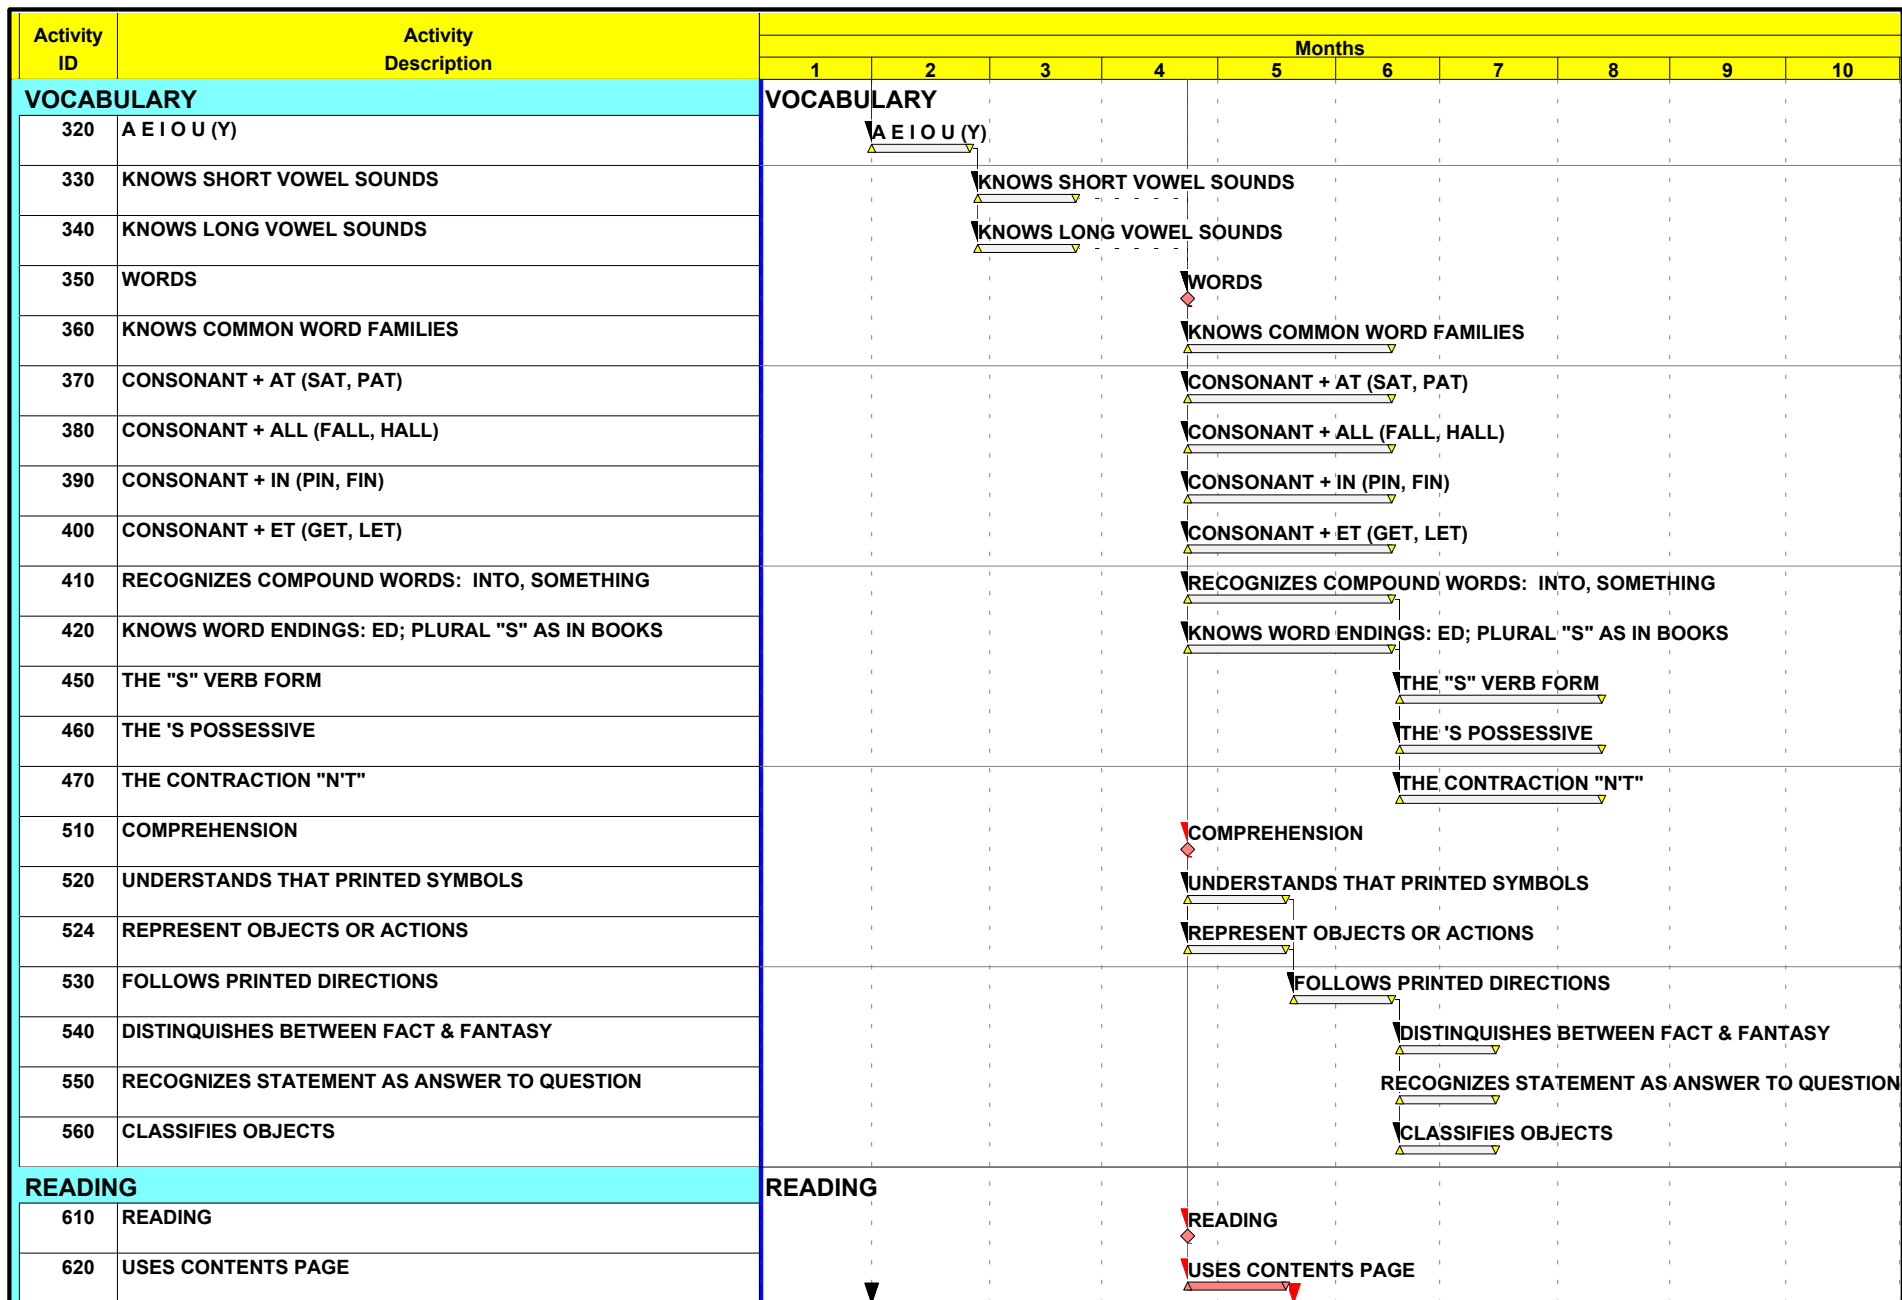 Activity ID Activity Description Months
1 2 3 4 5 6 7 8 9 10
VOCABULARY VOCABULARY
320 A E I O U (Y) A E I O U (Y)
330 KNOWS SHORT VOWEL SOUNDS KNOWS SHORT VOWEL SOUNDS
340 KNOWS LONG VOWEL SOUNDS KNOWS LONG VOWEL SOUNDS
350 WORDS WORDS
360 KNOWS COMMON WORD FAMILIES KNOWS COMMON WORD FAMILIES
370 CONSONANT + AT (SAT, PAT) CONSONANT + AT (SAT, PAT)
380 CONSONANT + ALL (FALL, HALL) CONSONANT + ALL (FALL, HALL)
390 CONSONANT + IN (PIN, FIN) CONSONANT + IN (PIN, FIN)
400 CONSONANT + ET (GET, LET) CONSONANT + ET (GET, LET)
410 RECOGNIZES COMPOUND WORDS: INTO, SOMETHING RECOGNIZES COMPOUND WORDS: INTO, SOMETHING
420 KNOWS WORD ENDINGS: ED; PLURAL "S" AS IN BOOKS KNOWS WORD ENDINGS: ED; PLURAL "S" AS IN BOOKS
450 THE "S" VERB FORM THE "S" VERB FORM
460 THE 'S POSSESSIVE THE 'S POSSESSIVE
470 THE CONTRACTION "N'T" THE CONTRACTION "N'T"
510 COMPREHENSION COMPREHENSION
520 UNDERSTANDS THAT PRINTED SYMBOLS UNDERSTANDS THAT PRINTED SYMBOLS
524 REPRESENT OBJECTS OR ACTIONS REPRESENT OBJECTS OR ACTIONS
530 FOLLOWS PRINTED DIRECTIONS FOLLOWS PRINTED DIRECTIONS
540 DISTINQUISHES BETWEEN FACT & FANTASY DISTINQUISHES BETWEEN FACT & FANTASY
550 RECOGNIZES STATEMENT AS ANSWER TO QUESTION RECOGNIZES STATEMENT AS ANSWER TO QUESTION
560 CLASSIFIES OBJECTS CLASSIFIES OBJECTS
READING READING
610 READING READING
620 USES CONTENTS PAGE USES CONTENTS PAGE